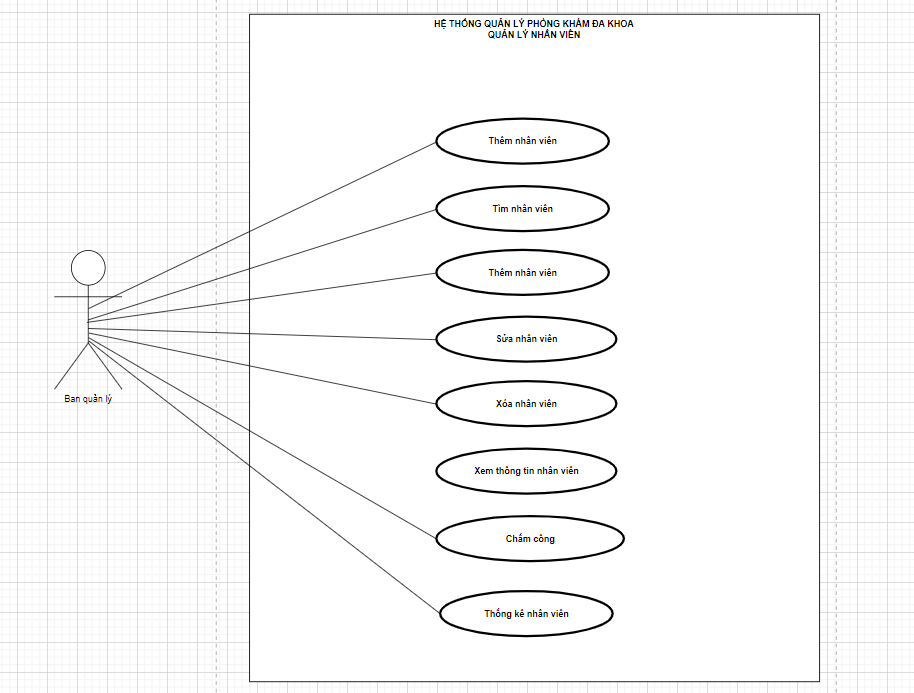 HỆ THỐNG QUẢN LÝ PHÒNG KHÁM ĐA KHOA
QUẢN LÝ NHÂN VIÊN
Thêm nhân viên
Tìm nhân viên
Thêm nhân viên
Sửa nhân viên
Xóa nhân viên
Ban quản lý
Xem thông tin nhân viên
Chấm công
Thống kê nhân viên